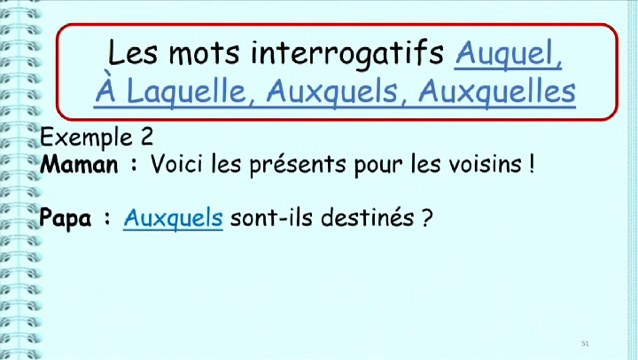 Les mots interrogatifs Auquel,
À Laquelle, Auxquels, Auxquelles
Exemple 2
Maman : Voici les présents pour les voisins !
Papa : Auxquels sont-ils destinés ?
51